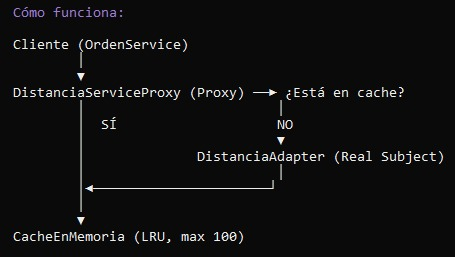 Cómo funciona:
Cliente (OrdenService)
DistanciaServiceProxy (Proxy) ¿Está en cache?
SÍ NO
DistanciaAdapter (Real Subject)
CacheEnMemoria (LRU, max 100)